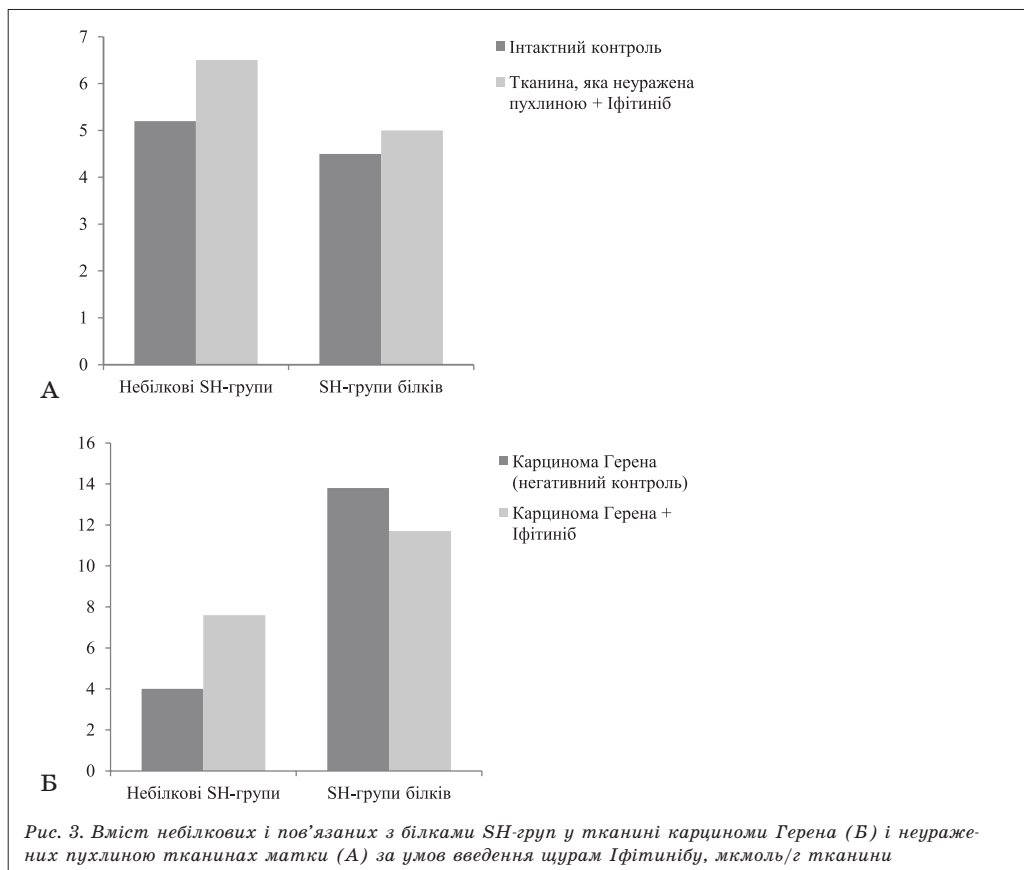 7
6
5
4
3
2
1
0
А
Небілкові SH-групи
SH-групи білків
Інтактний контроль
Тканина, яка неуражена
пухлиною + Іфітиніб
16
14
12
10
8
6
4
2
0
Б
Небілкові SH-групи
SH-групи білків
Карцинома Герена
(негативний контроль)
Карцинома Герена +
Іфітиніб
Рис. 3. Вміст небілкових і пов’язаних з білками SH-груп у тканині карциноми Герена (Б) і неураже-
них пухлиною тканинах матки (А) за умов введення щурам Іфітинібу, мкмоль/г тканини